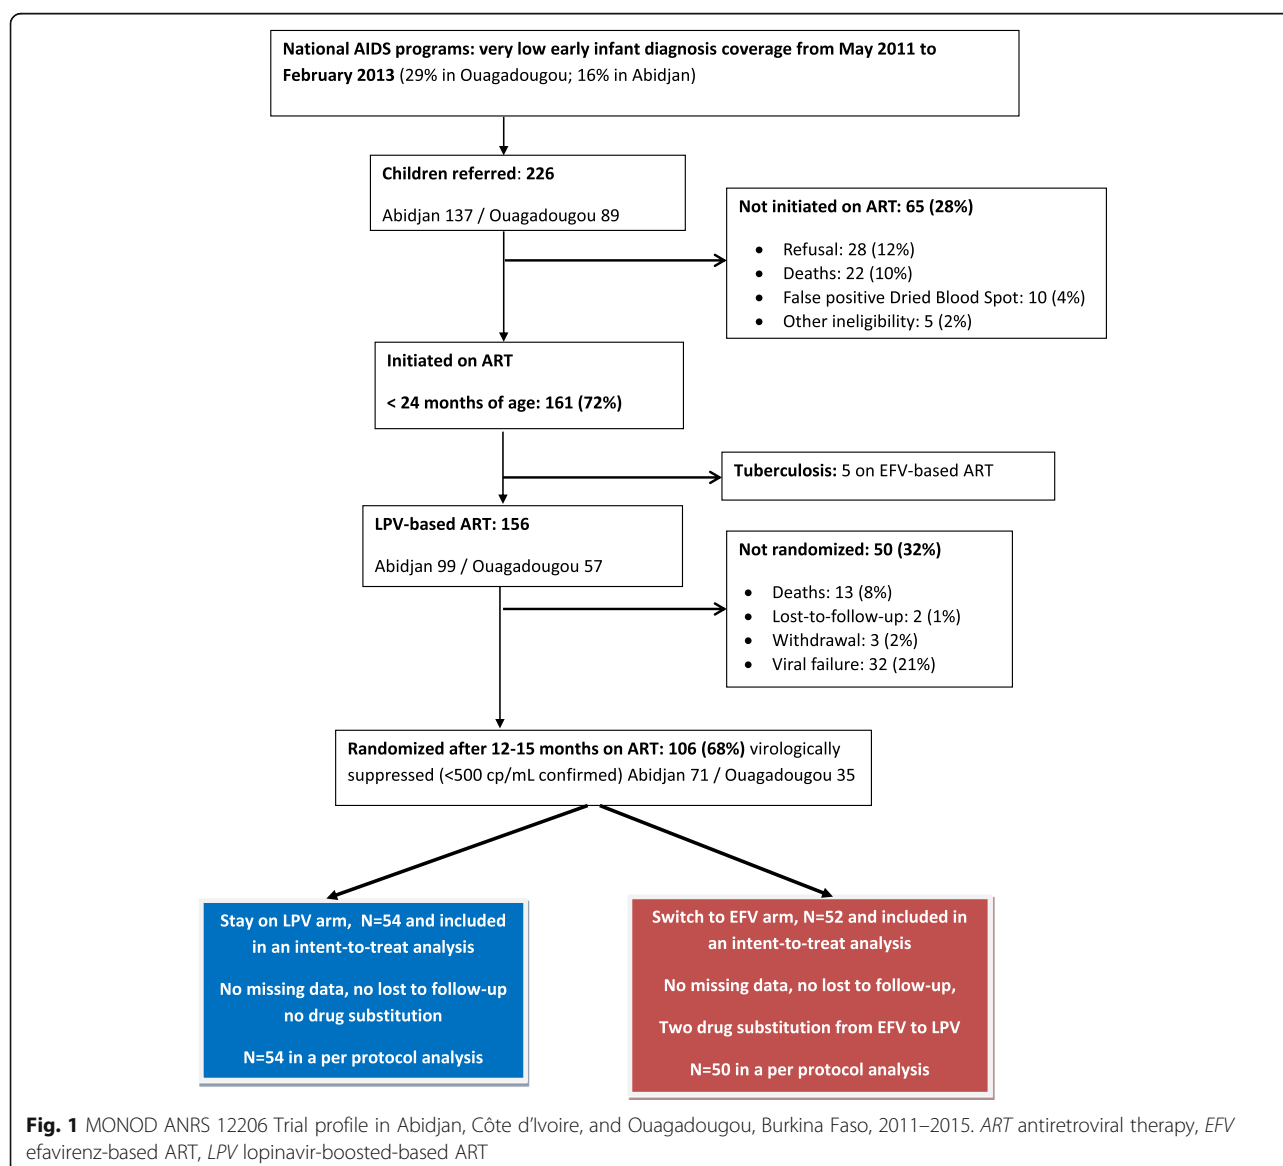 National AIDS programs: very low early infant diagnosis coverage from May 2011 to
February 2013 (29% in Ouagadougou; 16% in Abidjan)
Children referred: 226
Abidjan 137 / Ouagadougou 89
Not initiated on ART: 65 (28%)
• Refusal: 28 (12%)
• Deaths: 22 (10%)
• False positive Dried Blood Spot: 10 (4%)
• Other ineligibility: 5 (2%)
Initiated on ART
< 24 months of age: 161 (72%)
Tuberculosis: 5 on EFV-based ART
LPV-based ART: 156
Abidjan 99 / Ouagadougou 57
Not randomized: 50 (32%)
• Deaths: 13 (8%)
• Lost-to-follow-up: 2 (1%)
• Withdrawal: 3 (2%)
• Viral failure: 32 (21%)
Randomized after 12-15 months on ART: 106 (68%) virologically
suppressed (<500 cp/mL confirmed) Abidjan 71 / Ouagadougou 35
Stay on LPV arm, N=54 and included
in an intent-to-treat analysis
No missing data, no lost to follow-up
no drug substitution
N=54 in a per protocol analysis
Switch to EFV arm, N=52 and included in
an intent-to-treat analysis
No missing data, no lost to follow-up,
Two drug substitution from EFV to LPV
N=50 in a per protocol analysis
Fig. 1 MONOD ANRS 12206 Trial profile in Abidjan, Côte d'Ivoire, and Ouagadougou, Burkina Faso, 2011–2015. ART antiretroviral therapy, EFV
efavirenz-based ART, LPV lopinavir-boosted-based ART